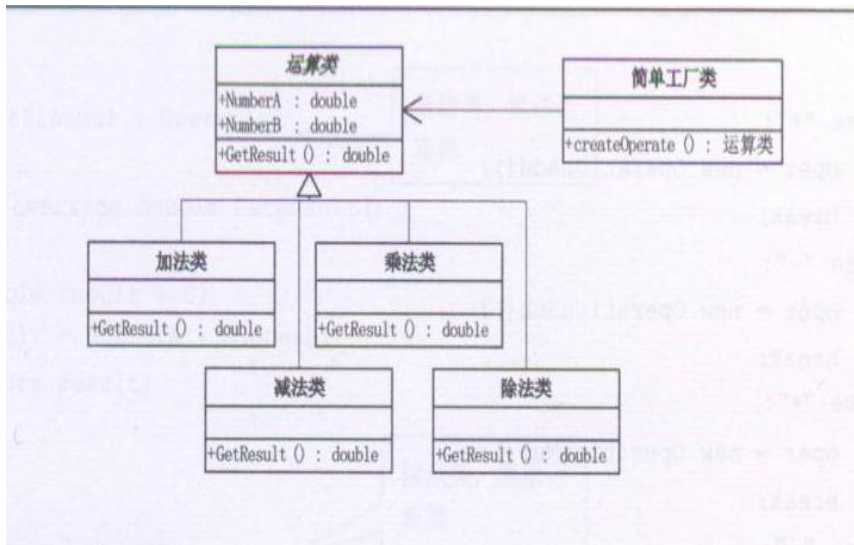 运算类
+NumberA : double
+NumberB : double
+GetResult () : double
简单工厂类
+createOperate () : 运算类
加法类
+GetResult () : double
乘法类
+GetResult () : double
减法类
+GetResult () : double
除法类
+GetResult () : double